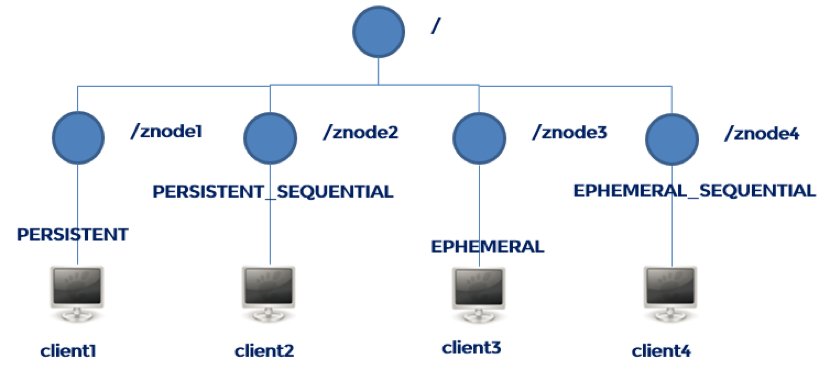 /
/znode1
/znode2
/znode3
/znode4
PERSISTENT_SEQUENTIAL
EPHEMERAL_SEQUENTIAL
PERSISTENT
EPHEMERAL
client1
client2
client3
client4